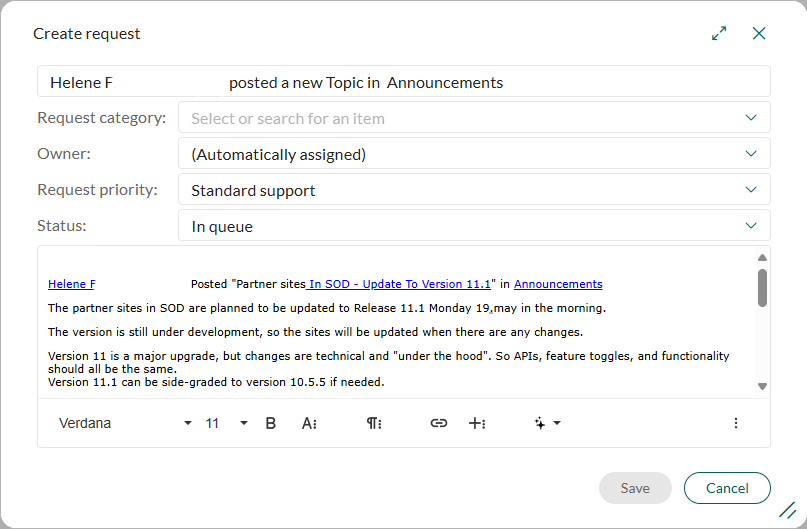 Create request
Helene F posted a new Topic in Announcements
Request category: Select or search for an item
Owner: (Automatically assigned)
Request priority: Standard support
Status: In queue
Helene F Posted "Partner sites In SOD - Update To Version 11.1" in Announcements
The partner sites in SOD are planned to be updated to Release 11.1 Monday 19.may in the morning.
The version is still under development, so the sites will be updated when there are any changes.
Version 11 is a major upgrade, but changes are technical and "under the hood". So APIs, feature toggles, and functionality
should all be the same.
Version 11.1 can be side-graded to version 10.5.5 if needed.
Verdana 11 B A
Save Cancel